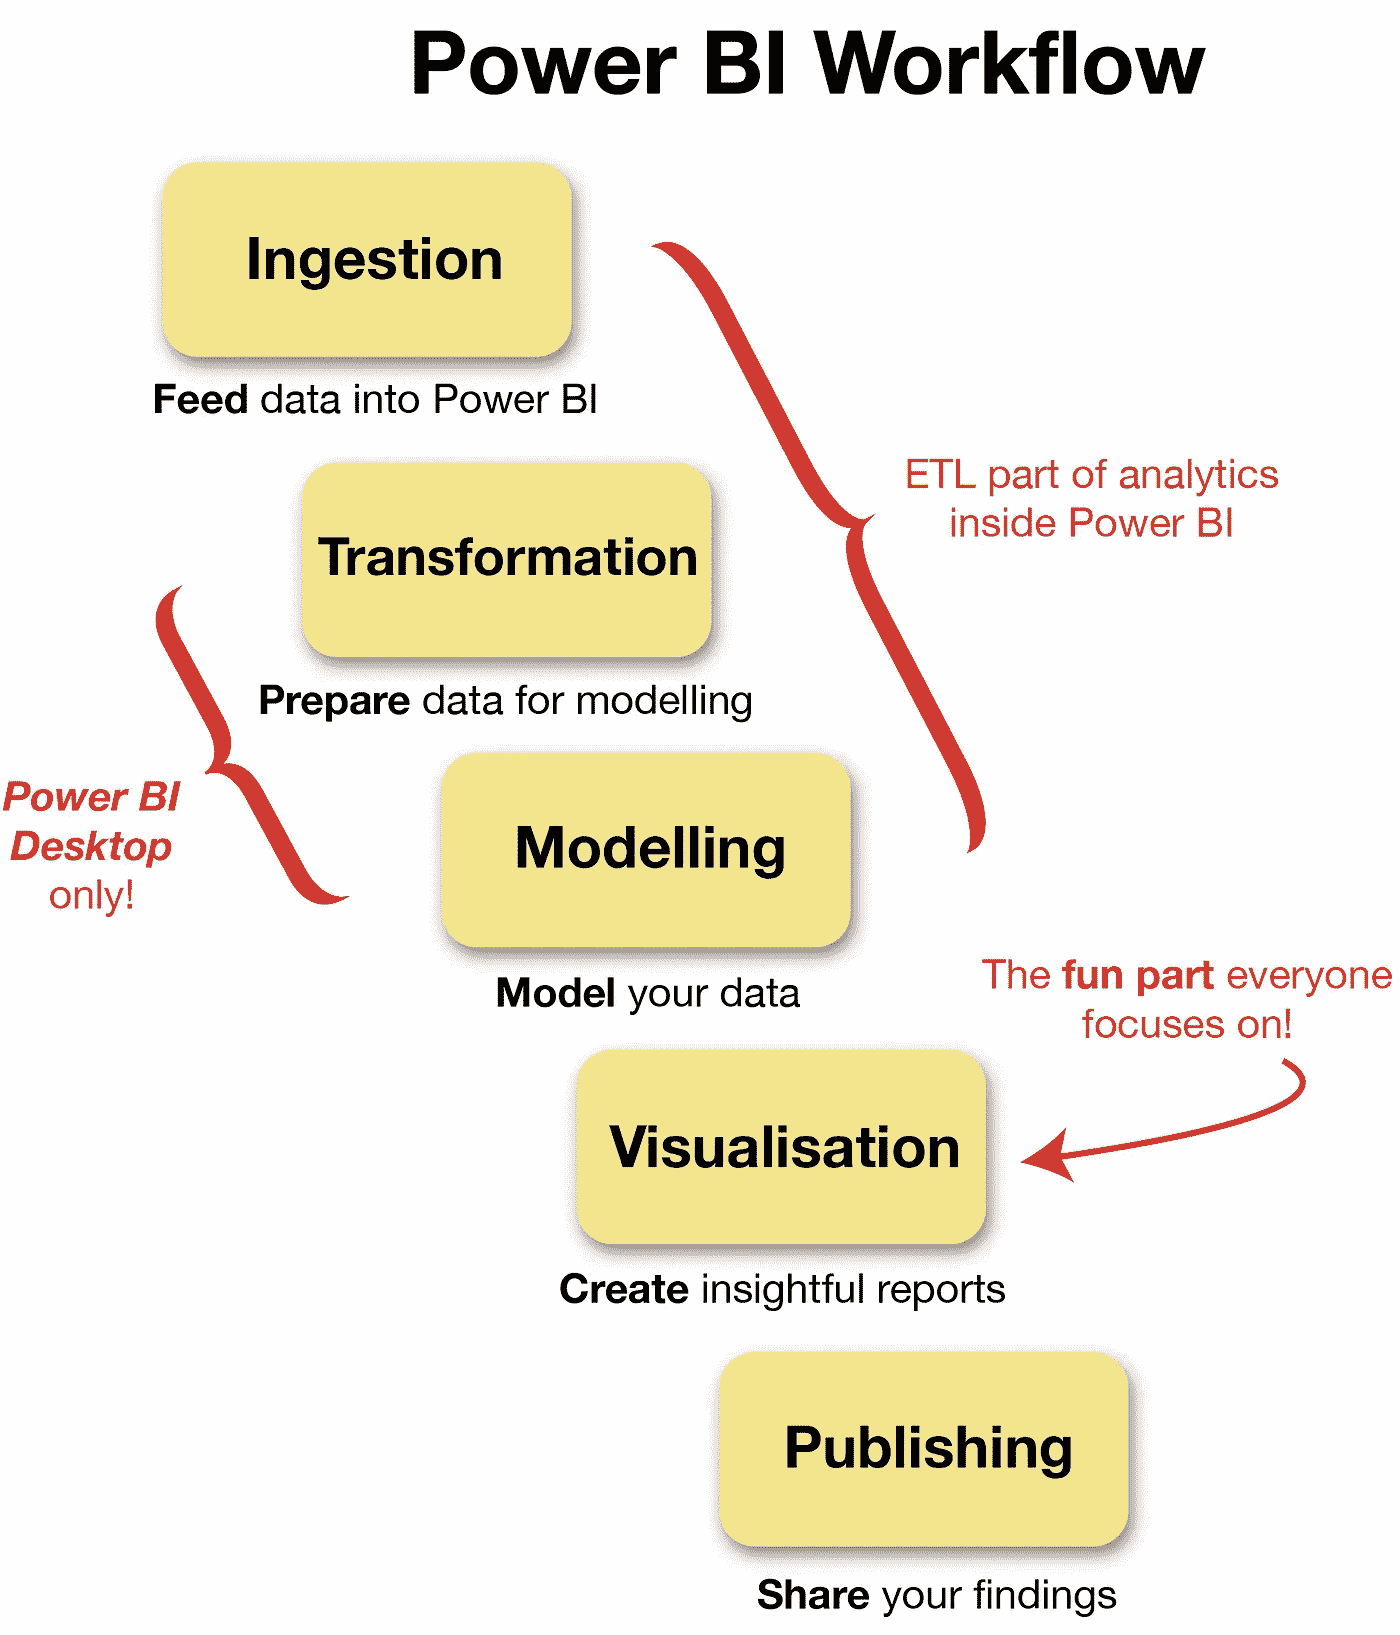 Power BI Workflow
Ingestion
Feed data into Power BI
ETL part of analytics
inside Power BI
Transformation
Prepare data for modelling
Power BI
Desktop
only!
Modelling
Model your data
The fun part everyone
focuses on!
Visualisation
Create insightful reports
Publishing
Share your findings